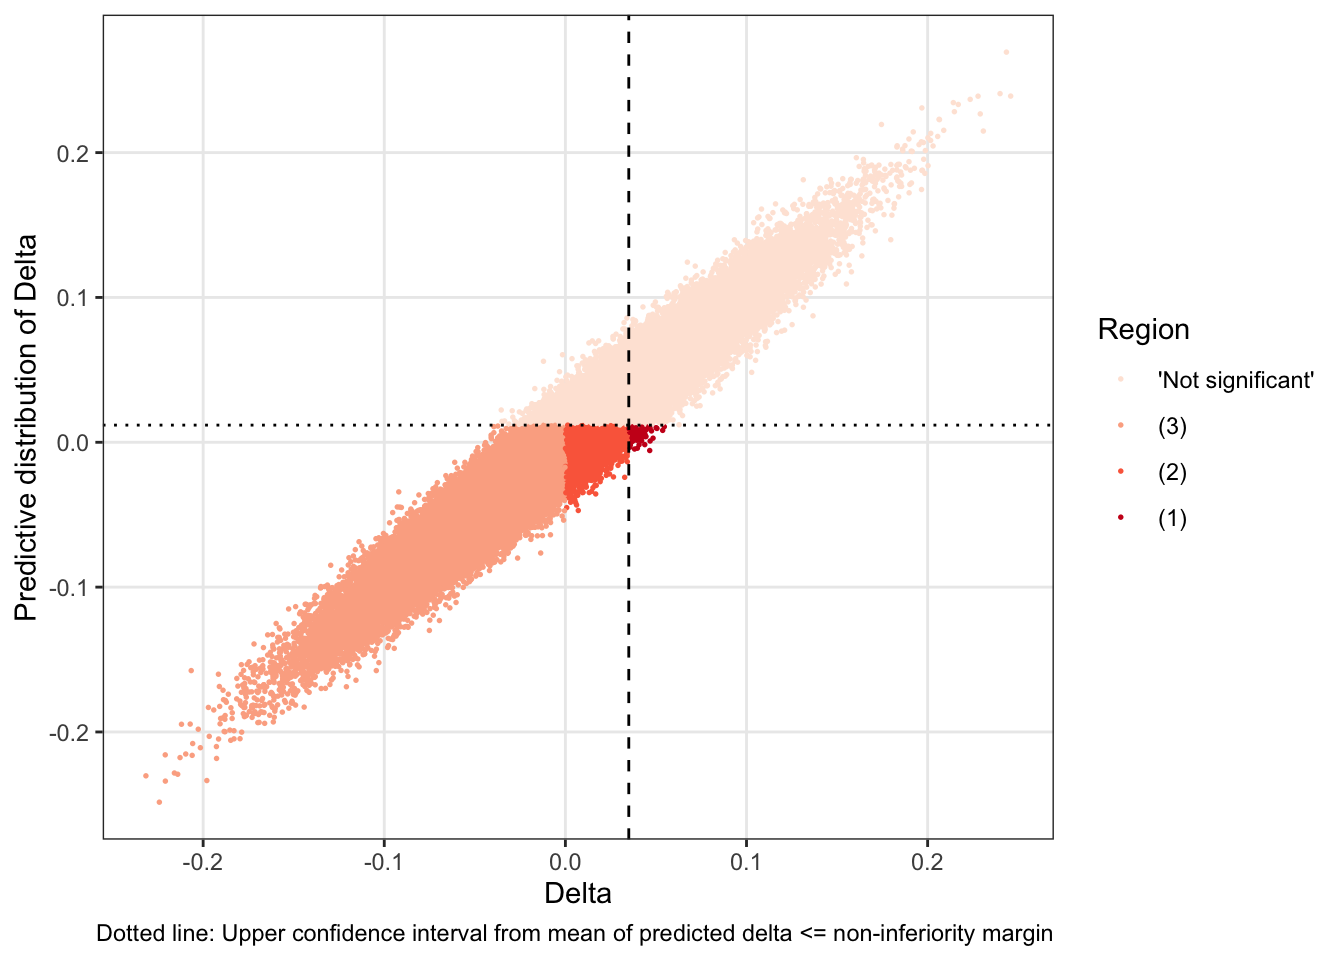 Predictive distribution of Delta
0.2
0.1
0.0
-0.1
-0.2
-0.2
-0.1
0.0
0.1
0.2
Delta
Region
'Not significant'
(3)
(2)
(1)
Dotted line: Upper confidence interval from mean of predicted delta <= non-inferiority margin